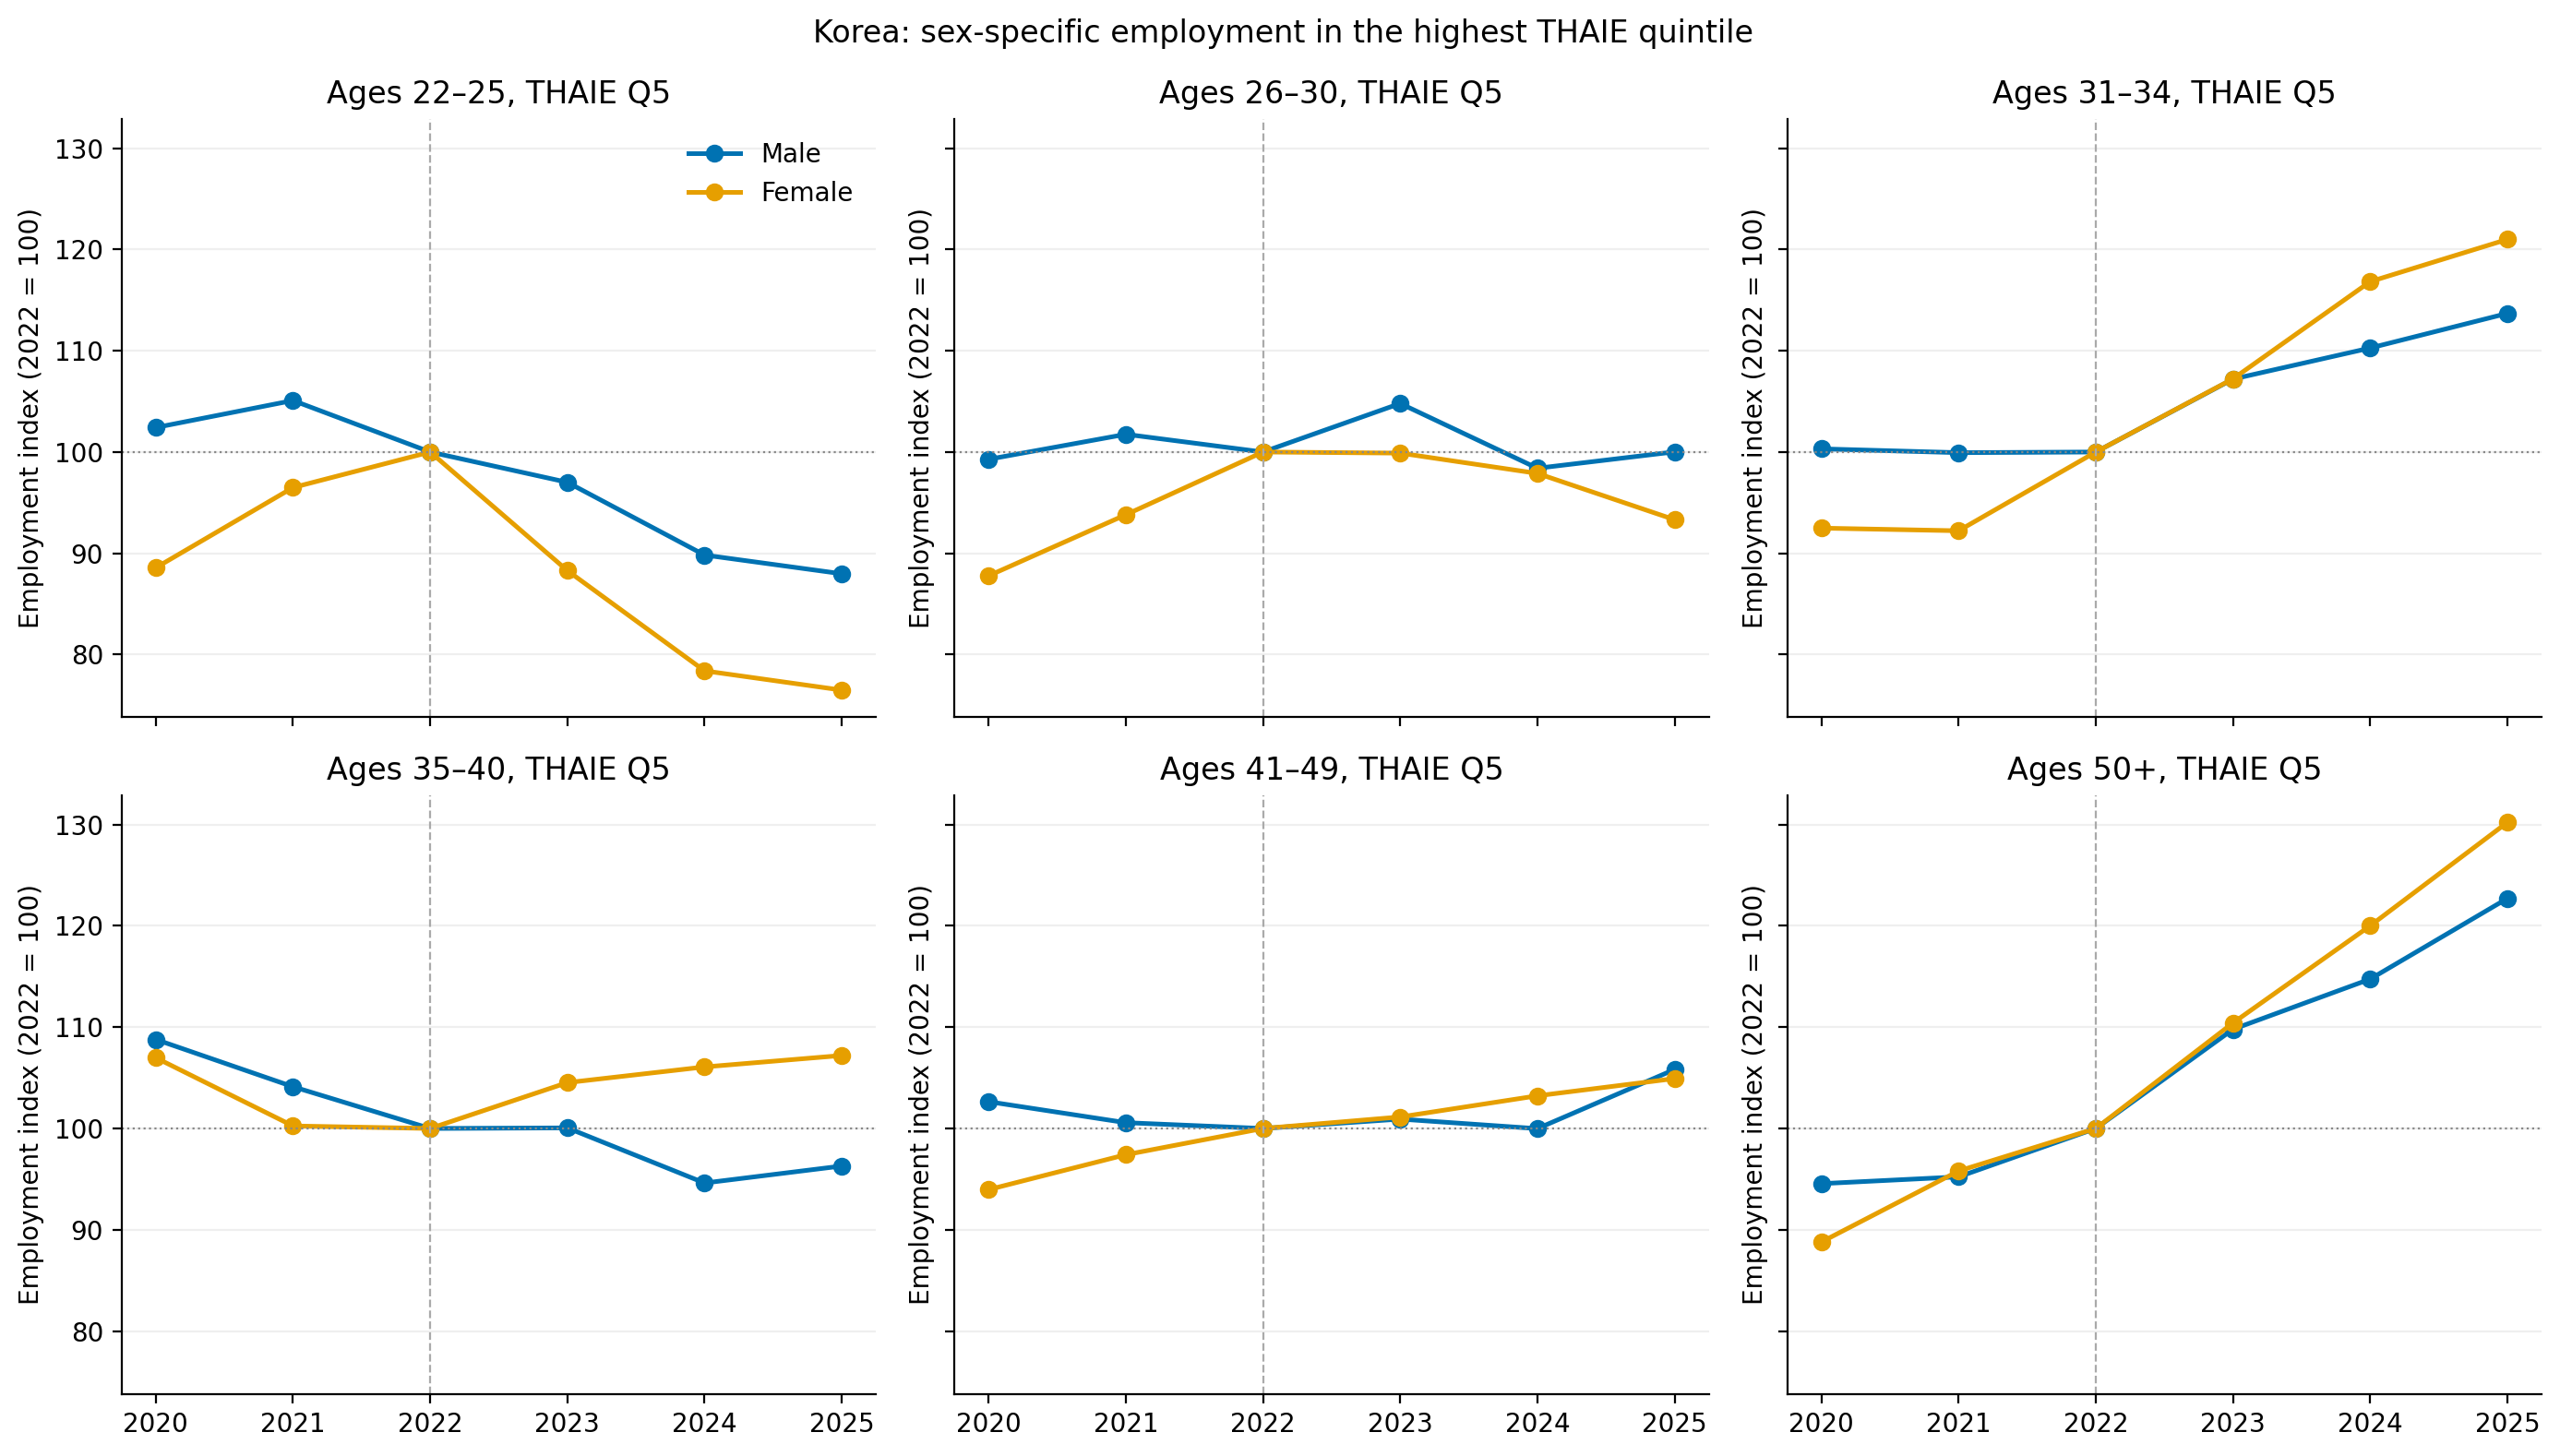 Korea: sex-specific employment in the highest THAIE quintile
Ages 22–25, THAIE Q5
Employment index (2022 = 100)
130
120
110
100
90
80
Male
Female
Ages 26–30, THAIE Q5
Employment index (2022 = 100)
Ages 31–34, THAIE Q5
Employment index (2022 = 100)
Ages 35–40, THAIE Q5
Employment index (2022 = 100)
130
120
110
100
90
80
2020 2021 2022 2023 2024 2025
Ages 41–49, THAIE Q5
Employment index (2022 = 100)
2020 2021 2022 2023 2024 2025
Ages 50+, THAIE Q5
Employment index (2022 = 100)
2020 2021 2022 2023 2024 2025